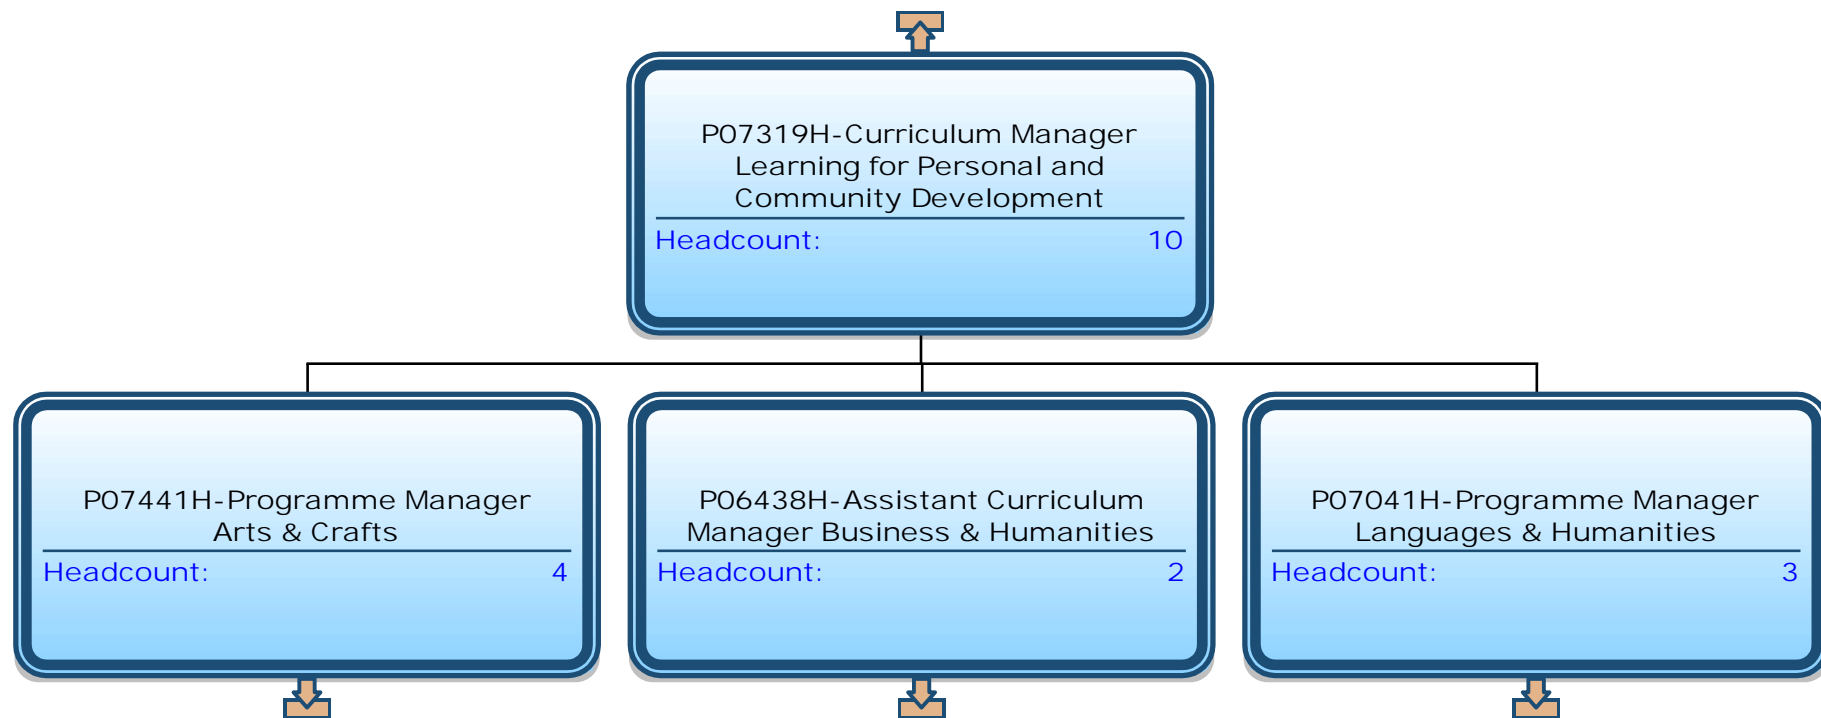 P07319H-Curriculum Manager
Learning for Personal and
Community Development
Headcount: 10
P07441H-Programme Manager
Arts & Crafts
Headcount: 4
P06438H-Assistant Curriculum
Manager Business & Humanities
Headcount: 2
P07041H-Programme Manager
Languages & Humanities
Headcount: 3